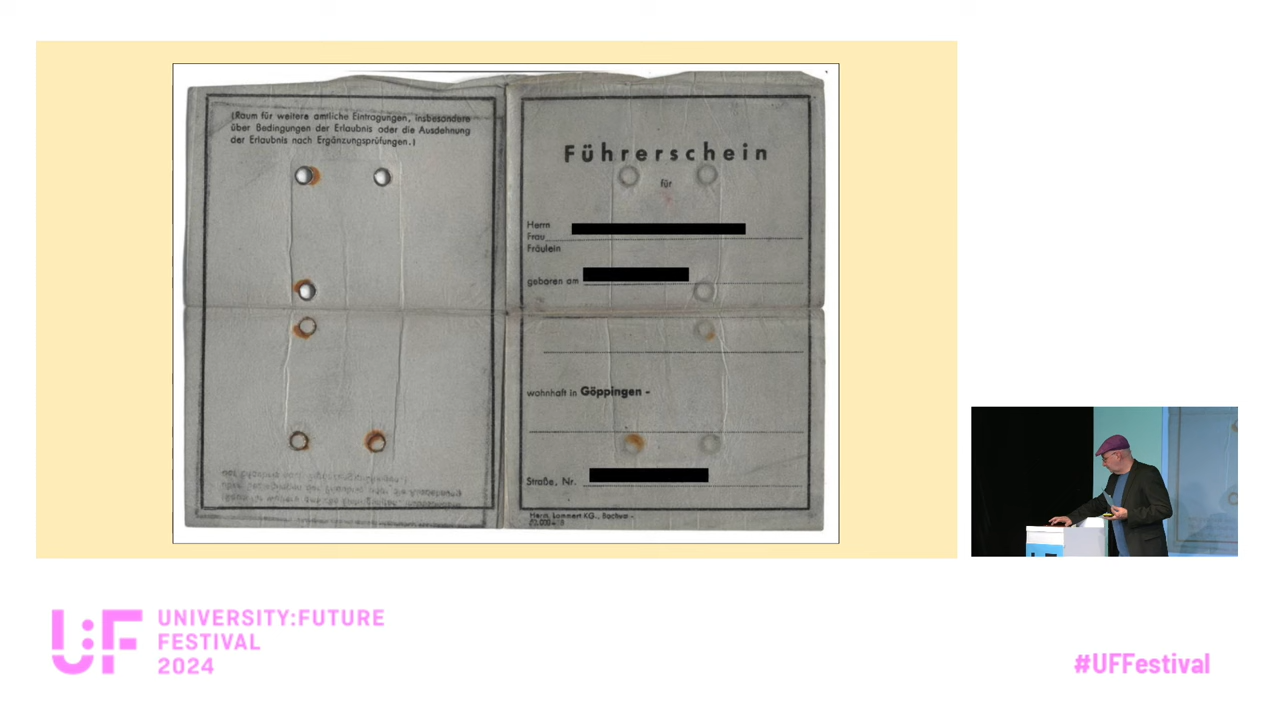 (Raum für weitere amtliche Eintragungen, insbesondere
über Bedingungen der Erlaubnis oder die Ausdehnung
der Erlaubnis nach Ergänzungsprüfungen.)
Führerschein
für
Herrn
Frau
Fräulein
geboren am
wohnhaft in Göppingen -
Straße, Nr.
Herm.
U:F UNIVERSITY:FUTURE
FESTIVAL
2024
#UFFestival